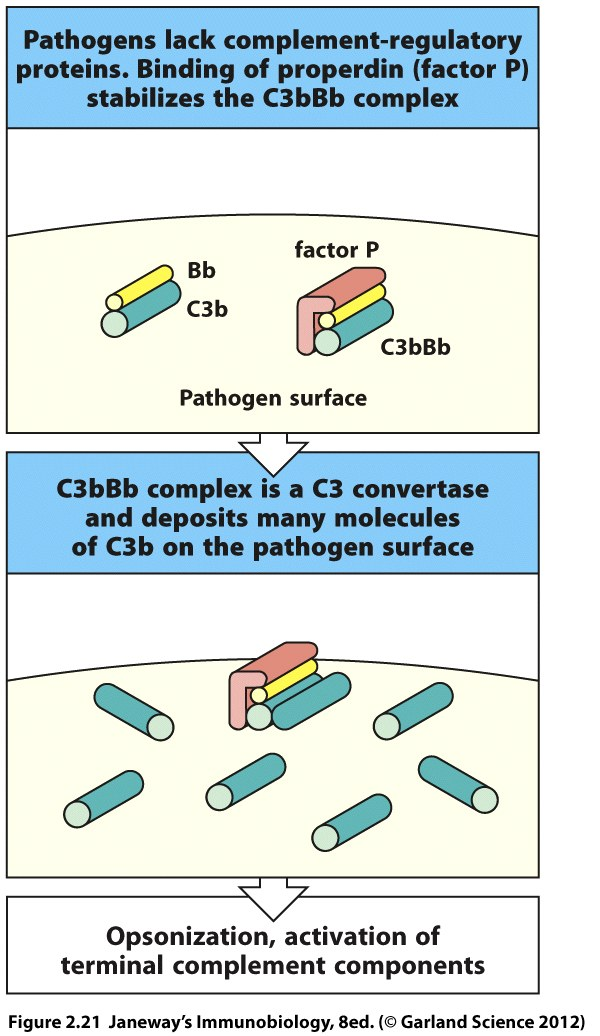 Pathogens lack complement-regulatory
proteins. Binding of properdin (factor P)
stabilizes the C3bBb complex
factor P
Bb
C3b
C3bBb
Pathogen surface
C3bBb complex is a C3 convertase
and deposits many molecules
of C3b on the pathogen surface
Opsonization, activation of
terminal complement components
Figure 2.21 Janeway’s Immunobiology, 8ed. (© Garland Science 2012)